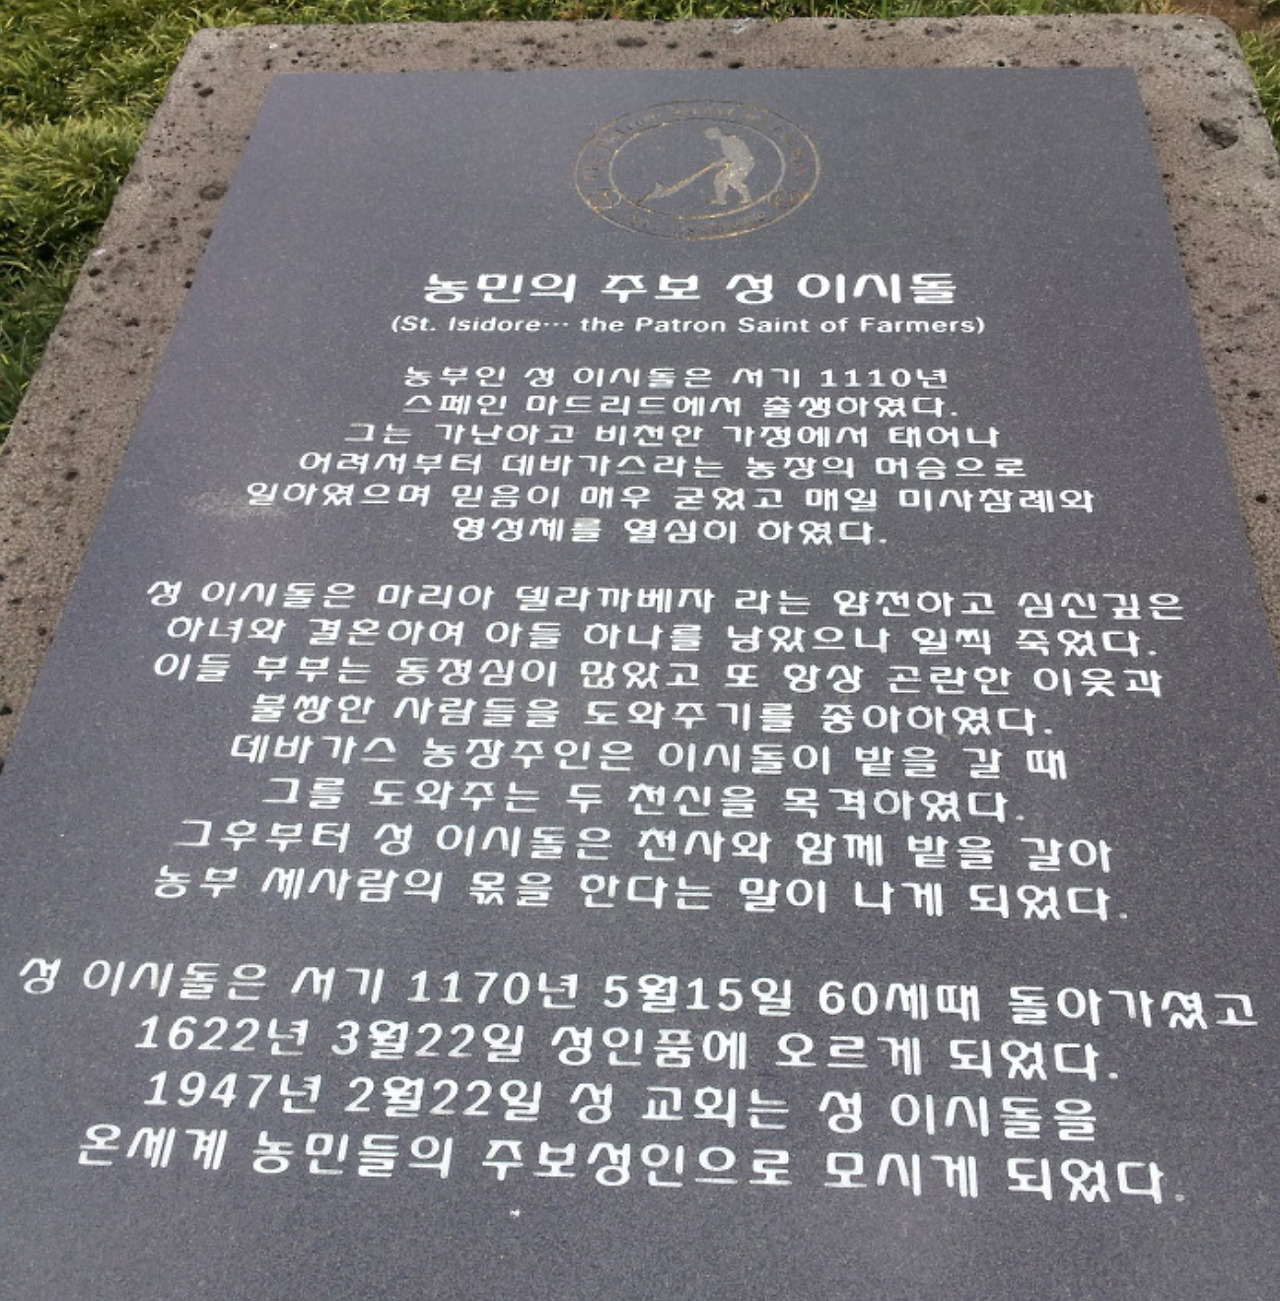 농민의 주보 성 이시돌
(St. Isidore… the Patron Saint of Farmers)
농부인 성 이시돌은 서기 1110년
스페인 마드리드에서 출생하였다.
그는 가난하고 비천한 가정에서 태어나
어려서부터 데바가스라는 농장의 머슴으로
일하였으며 믿음이 매우 굳었고 매일 미사참례와
영성체를 열심히 하였다.
성 이시돌은 마리아 델라까베자 라는 얌전하고 심신깊은
하녀와 결혼하여 아들 하나를 낳았으나 일찍 죽었다.
이들 부부는 동정심이 많았고 또 항상 곤란한 이웃과
불쌍한 사람들을 도와주기를 좋아하였다.
데바가스 농장주인은 이시돌이 밭을 갈 때
그를 도와주는 두 천신을 목격하였다.
그후부터 성 이시돌은 천사와 함께 밭을 갈아
농부 세사람의 몫을 한다는 말이 나게 되었다.
성 이시돌은 서기 1170년 5월15일 60세때 돌아가셨고
1622년 3월22일 성인품에 오르게 되었다.
1947년 2월22일 성 교회는 성 이시돌을
온세계 농민들의 주보성인으로 모시게 되었다.